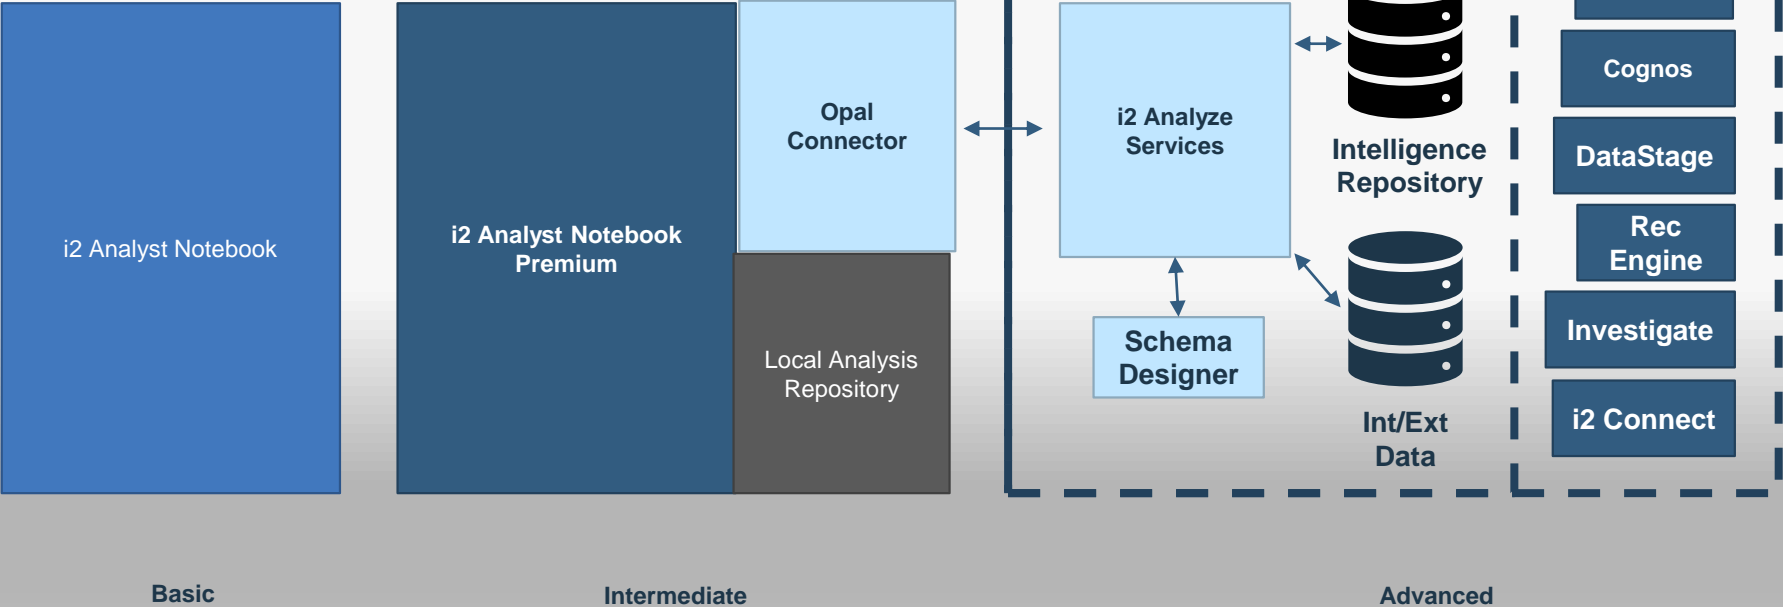 i2 Analyst Notebook
i2 Analyst Notebook
Premium
Opal
Connector
Local Analysis
Repository
i2 Analyze
Services
Schema
Designer
Intelligence
Repository
Int/Ext
Data
Cognos
DataStage
Rec
Engine
Investigate
i2 Connect
Basic
Intermediate
Advanced